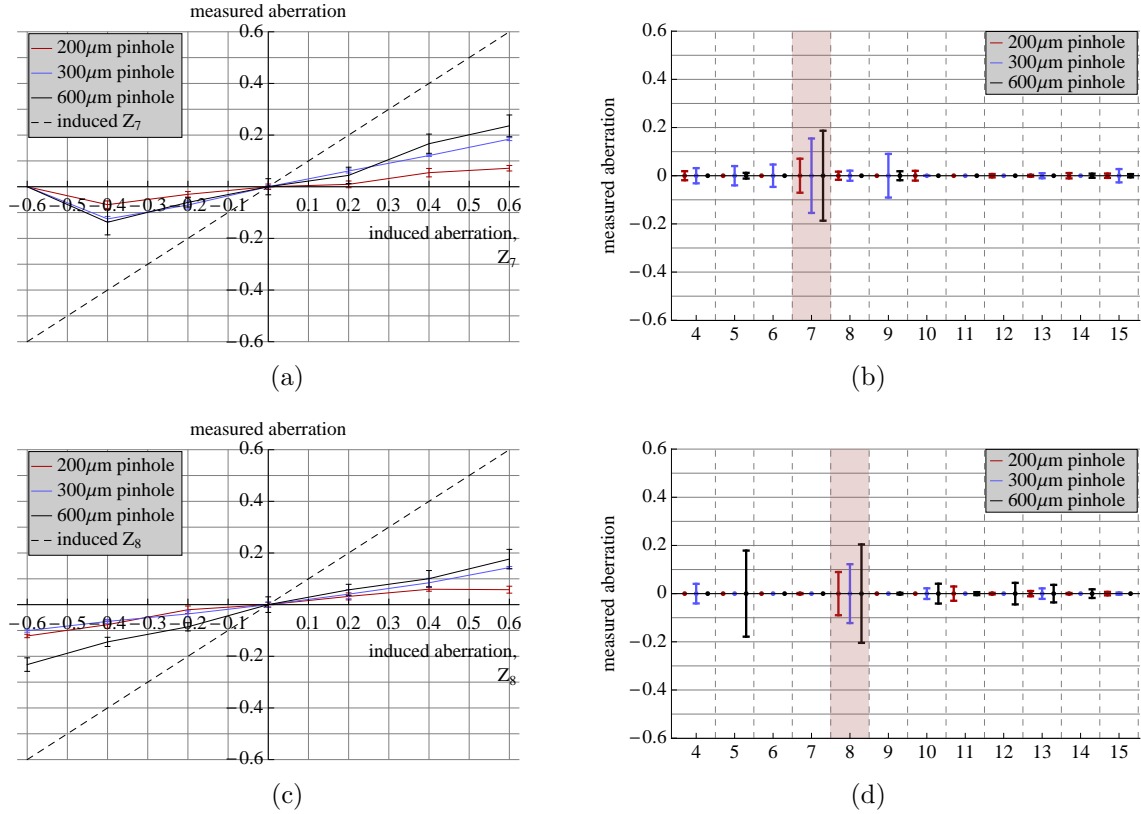 measured aberration
200μm pinhole
300μm pinhole
600μm pinhole
induced Z7
0.6
0.4
0.2
0.0
−0.2
−0.4
−0.6
−0.6 −0.5 −0.4 −0.3 −0.2 −0.1 0.1 0.2 0.3 0.4 0.5 0.6
induced aberration,
Z7
(a)
measured aberration
0.6
0.4
0.2
0.0
−0.2
−0.4
−0.6
200μm pinhole
300μm pinhole
600μm pinhole
4 5 6 7 8 9 10 11 12 13 14 15
(b)
measured aberration
200μm pinhole
300μm pinhole
600μm pinhole
induced Z8
0.6
0.4
0.2
0.0
−0.2
−0.4
−0.6
−0.6 −0.5 −0.4 −0.3 −0.2 −0.1 0.1 0.2 0.3 0.4 0.5 0.6
induced aberration,
Z8
(c)
measured aberration
0.6
0.4
0.2
0.0
−0.2
−0.4
−0.6
200μm pinhole
300μm pinhole
600μm pinhole
4 5 6 7 8 9 10 11 12 13 14 15
(d)